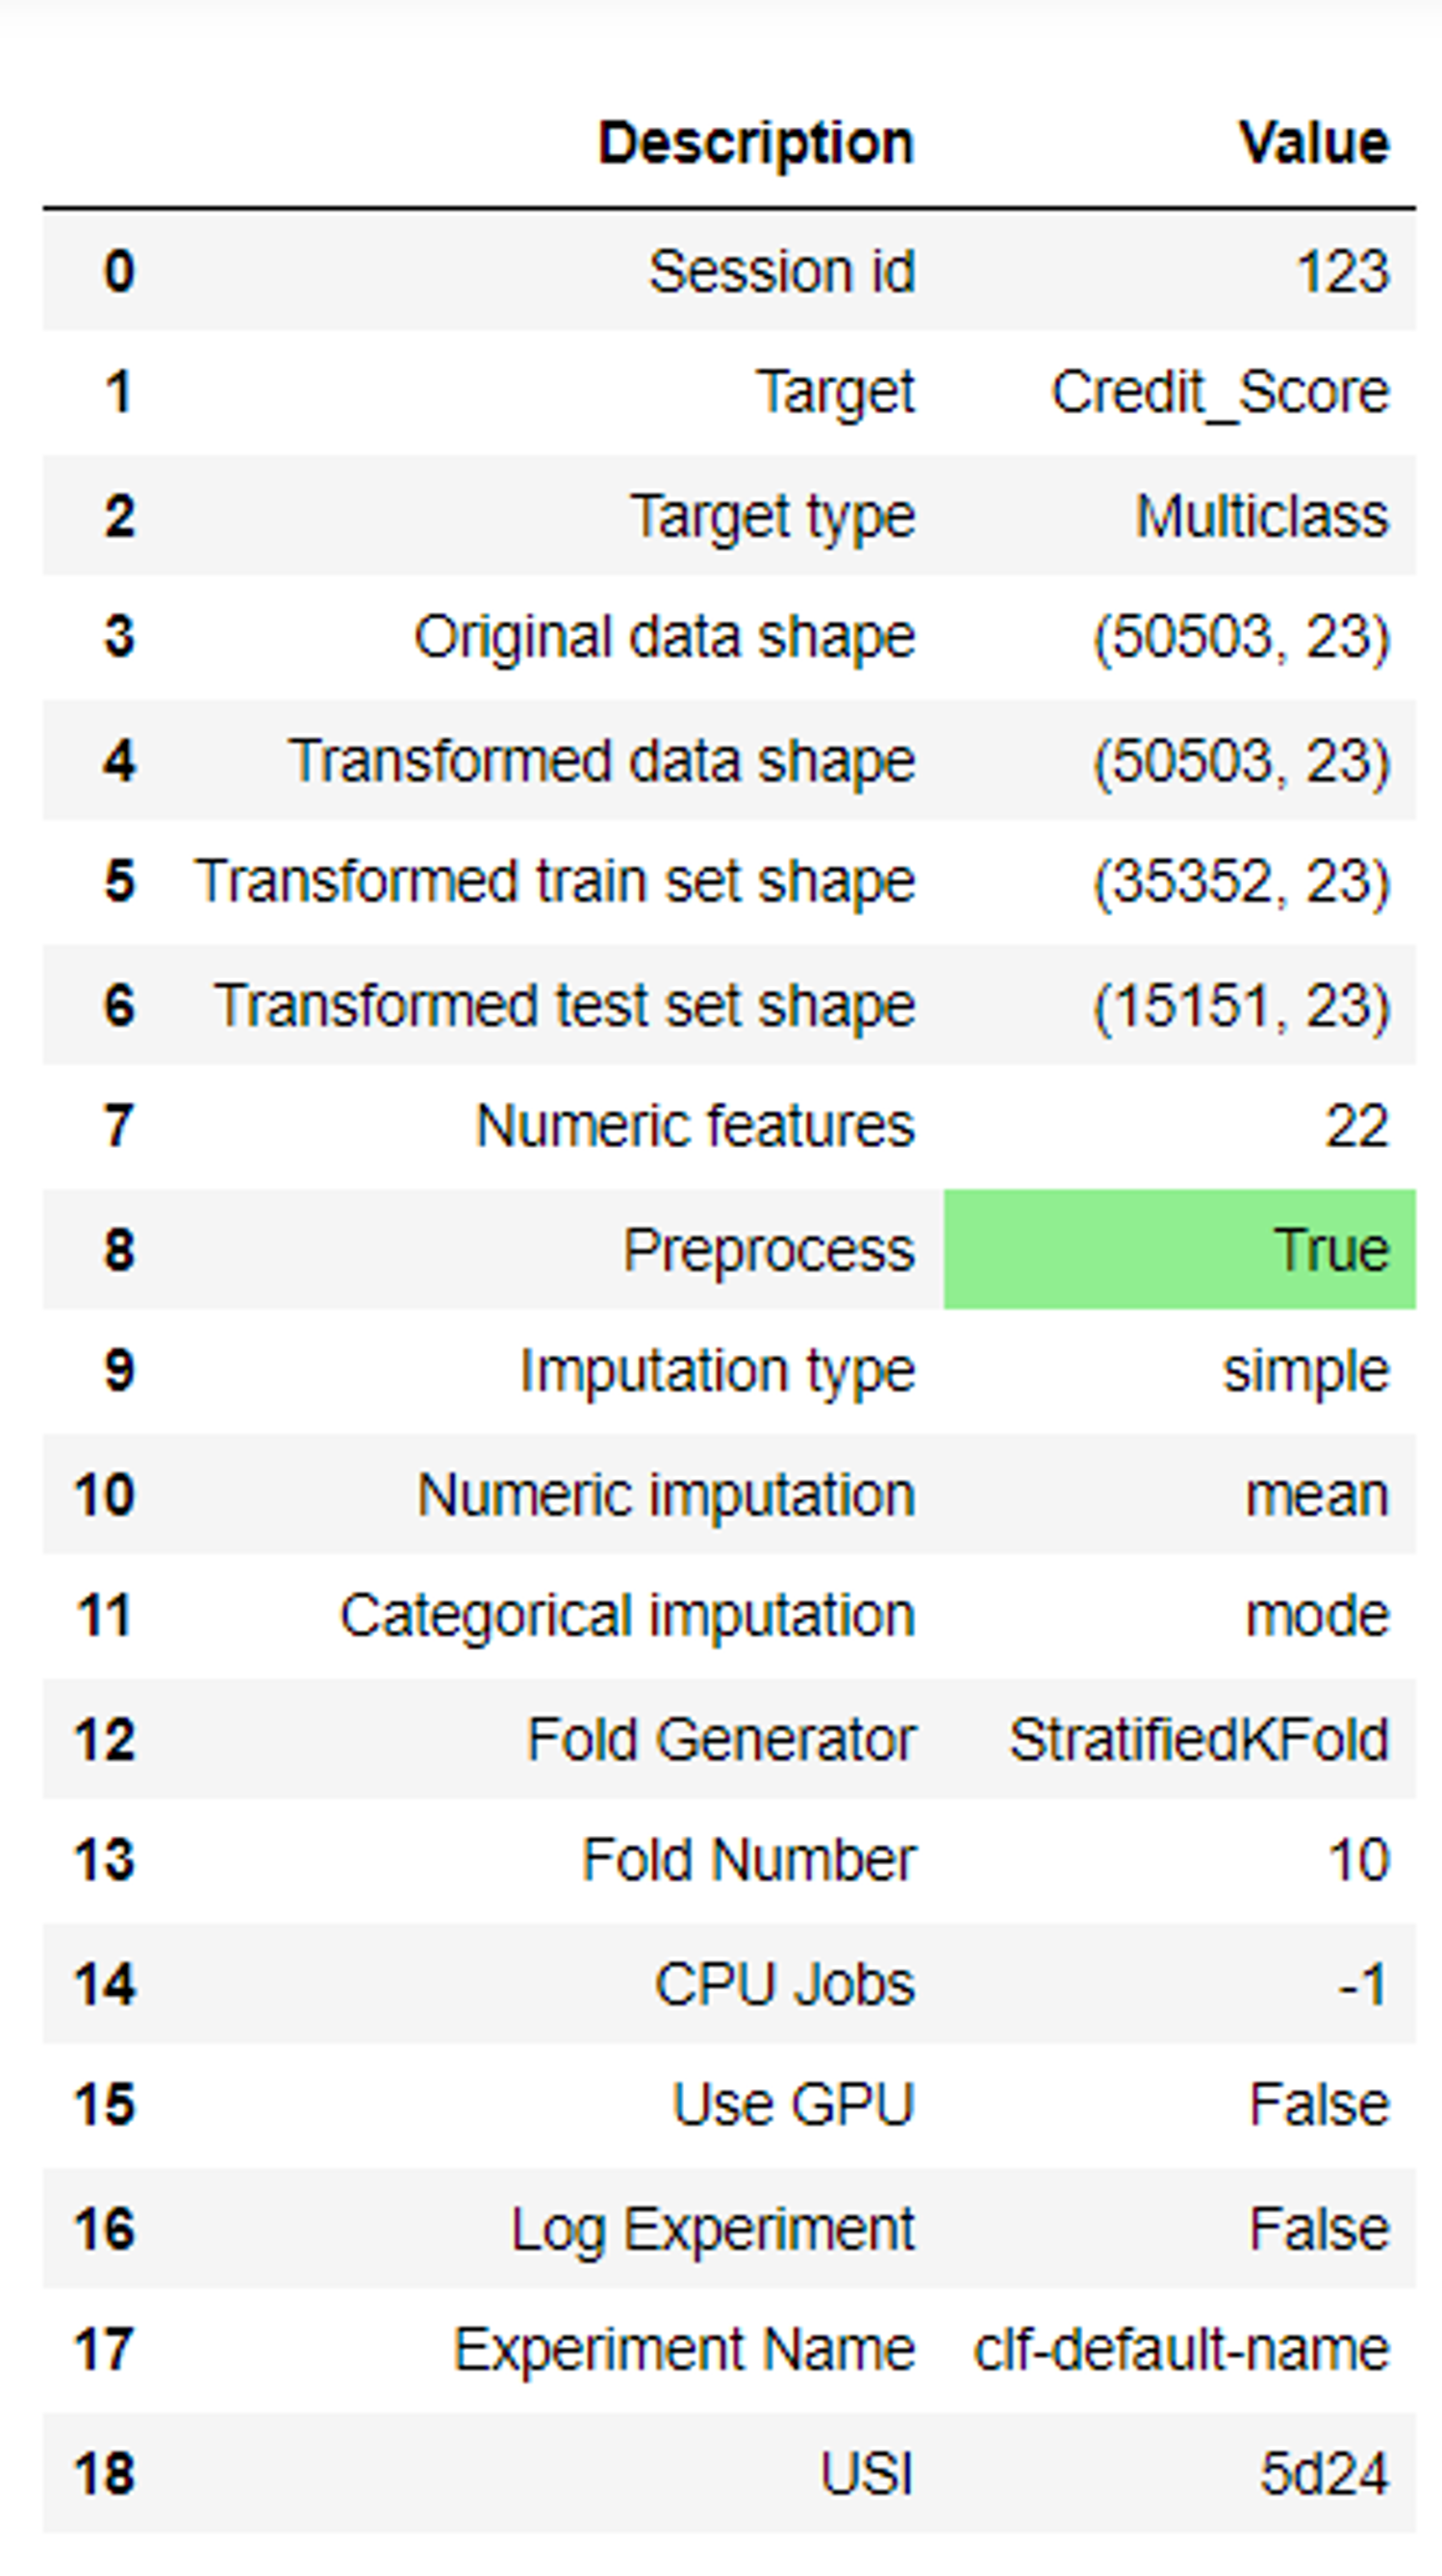 Description Value
0 Session id 123
1 Target Credit_Score
2 Target type Multiclass
3 Original data shape (50503, 23)
4 Transformed data shape (50503, 23)
5 Transformed train set shape (35352, 23)
6 Transformed test set shape (15151, 23)
7 Numeric features 22
8 Preprocess True
9 Imputation type simple
10 Numeric imputation mean
11 Categorical imputation mode
12 Fold Generator StratifiedKFold
13 Fold Number 10
14 CPU Jobs -1
15 Use GPU False
16 Log Experiment False
17 Experiment Name clf-default-name
18 USI 5d24